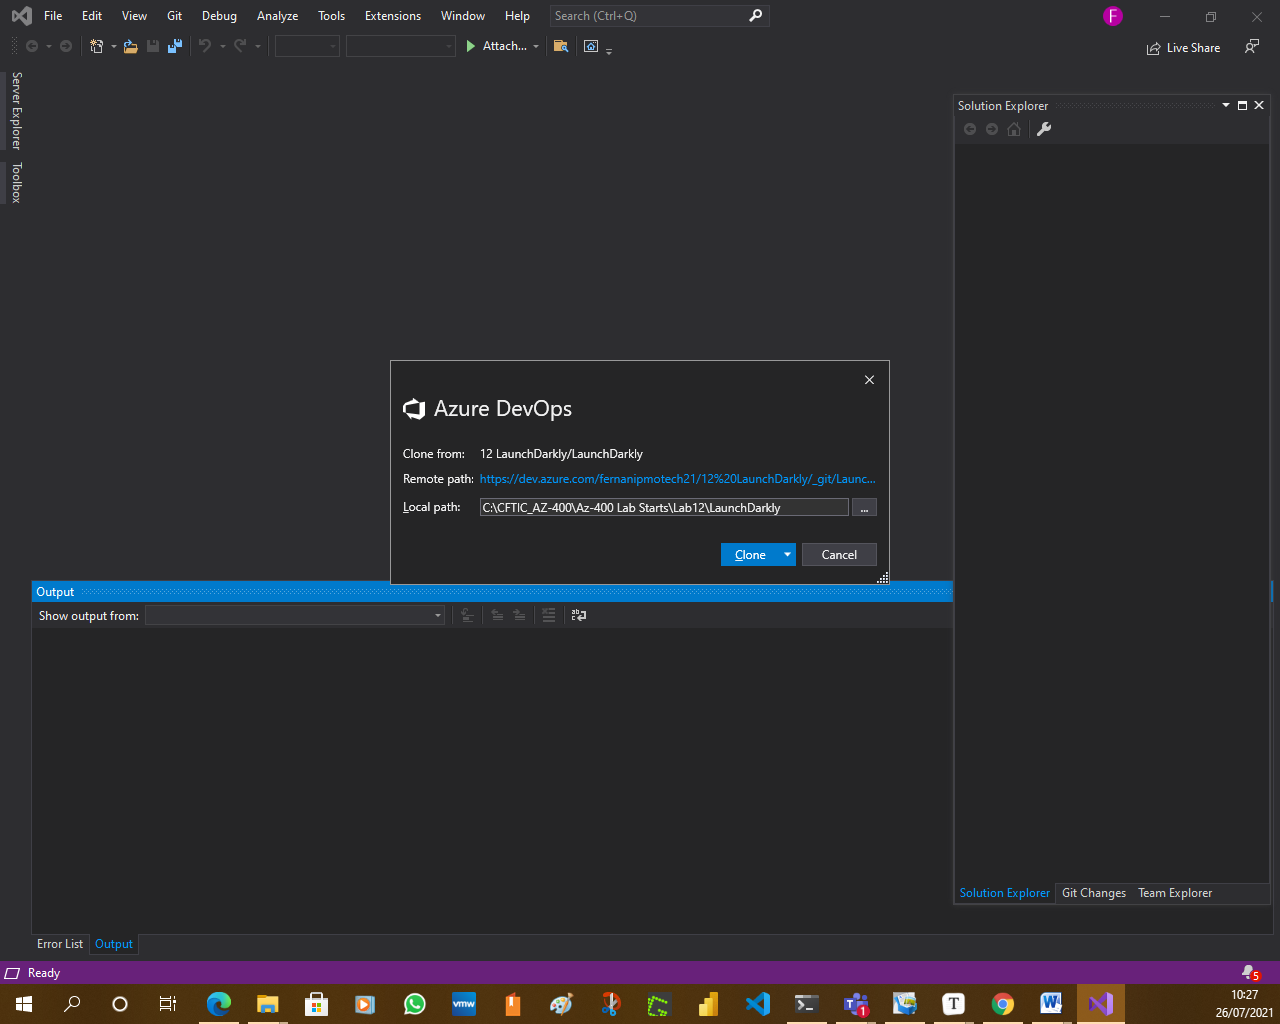 File Edit View Git Debug Analyze Tools Extensions Window Help Search (Ctrl+Q) F
Attach... Live Share
Server Explorer
Toolbox
Solution Explorer
Azure DevOps
Clone from: 12 LaunchDarkly/LaunchDarkly
Remote path: https://dev.azure.com/fernanipmotech21/12%20LaunchDarkly/_git/Launc...
Local path: C:\CFTIC_AZ-400\Az-400 Lab Starts\Lab12\LaunchDarkly ...
Clone Cancel
Output
Show output from:
Solution Explorer Git Changes Team Explorer
Error List Output
Ready 5
vmw 1 T W
10:27
26/07/2021